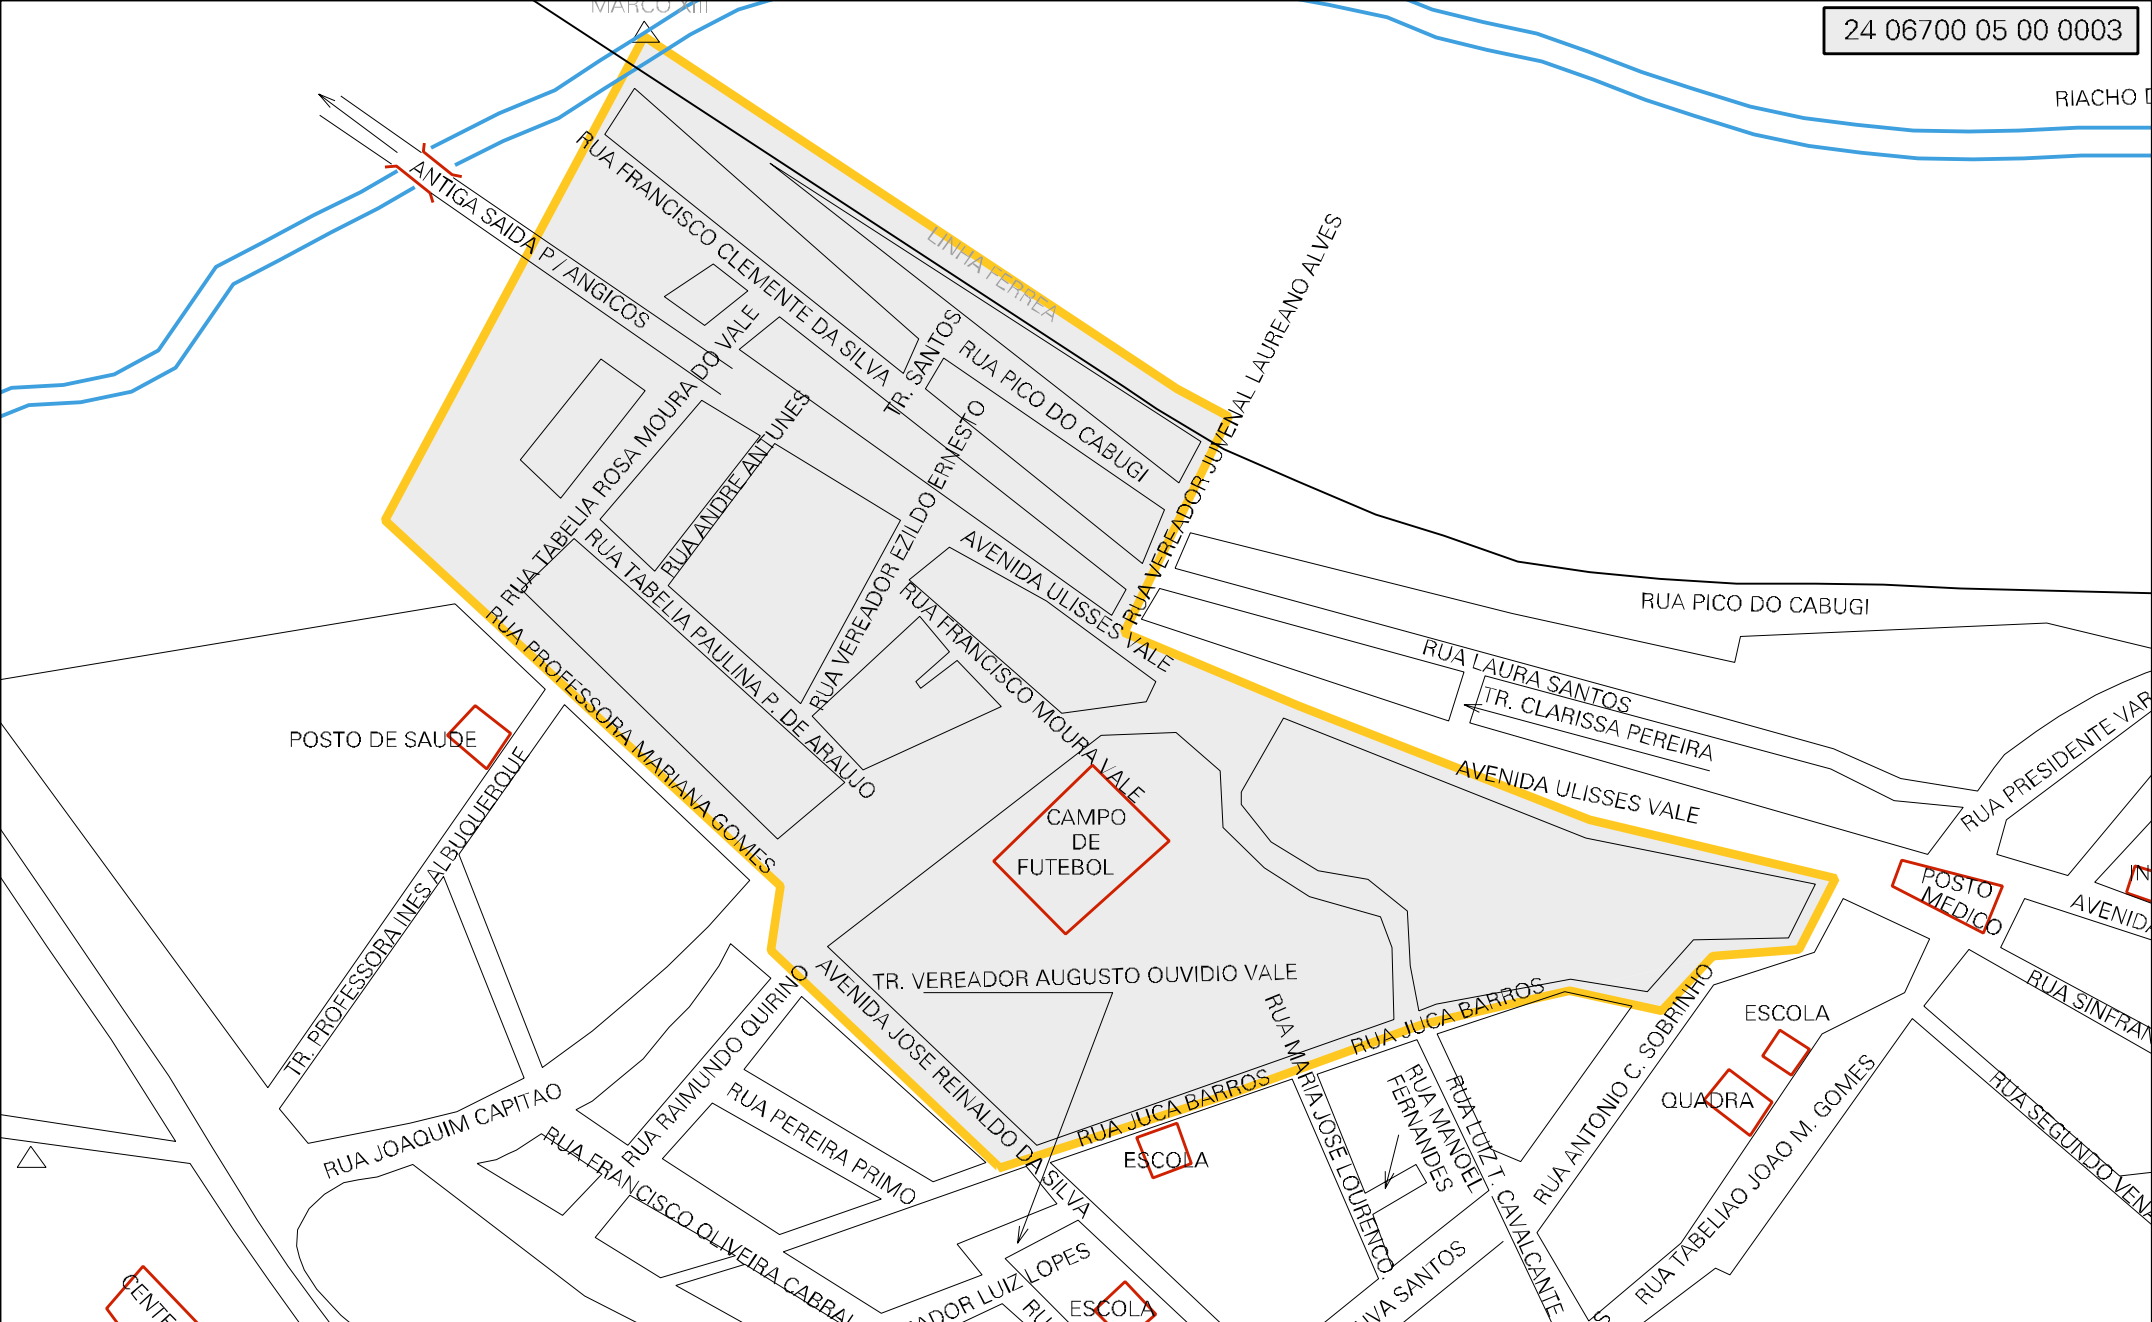 MARCO XIII
24 06700 05 00 0003
RIACHO
ANTIGA SAIDA P / ANGICOS
RUA FRANCISCO CLEMENTE DA SILVA
LINHA FERREA
RUA VEREADOR JUVENAL LAUREANO ALVES
TR. SANTOS
RUA PICO DO CABUGI
RUA TABELIA ROSA MOURA DO VALE
RUA ANDRE ANTUNES
RUA VEREADOR EZILDO ERNESTO
AVENIDA ULISSES VALE
RUA TABELIA PAULINA P. DE ARAUJO
RUA FRANCISCO MOURA VALE
RUA PROFESSORA MARIANA GOMES
RUA PICO DO CABUGI
RUA LAURA SANTOS
TR. CLARISSA PEREIRA
RUA PRESIDENTE
AVENIDA ULISSES VALE
POSTO DE SAUDE
TR. PROFESSORA INES ALBUQUERQUE
CAMPO
DE
FUTEBOL
POSTO
MEDICO
AVENIDA
TR. VEREADOR AUGUSTO OUVIDIO VALE
AVENIDA JOSE REINALDO DA SILVA
RUA RAIMUNDO QUIRINO
RUA MARIA JOSE LOURENCO.
RUA JUCA BARROS
RUA JUCA BARROS
RUA ANTONIO C. SOBRINHO
ESCOLA
QUADRA
RUA TABELIAO JOAO M. GOMES
RUA SEGUNDO
RUA JOAQUIM CAPITAO
RUA PEREIRA PRIMO
RUA FRANCISCO OLIVEIRA CABRAL
ESCOLA
RUA MANOEL
FERNANDES
RUA LUIZ T. CAVALCANTE
SANTOS
LUIZ LOPES
ESCOLA